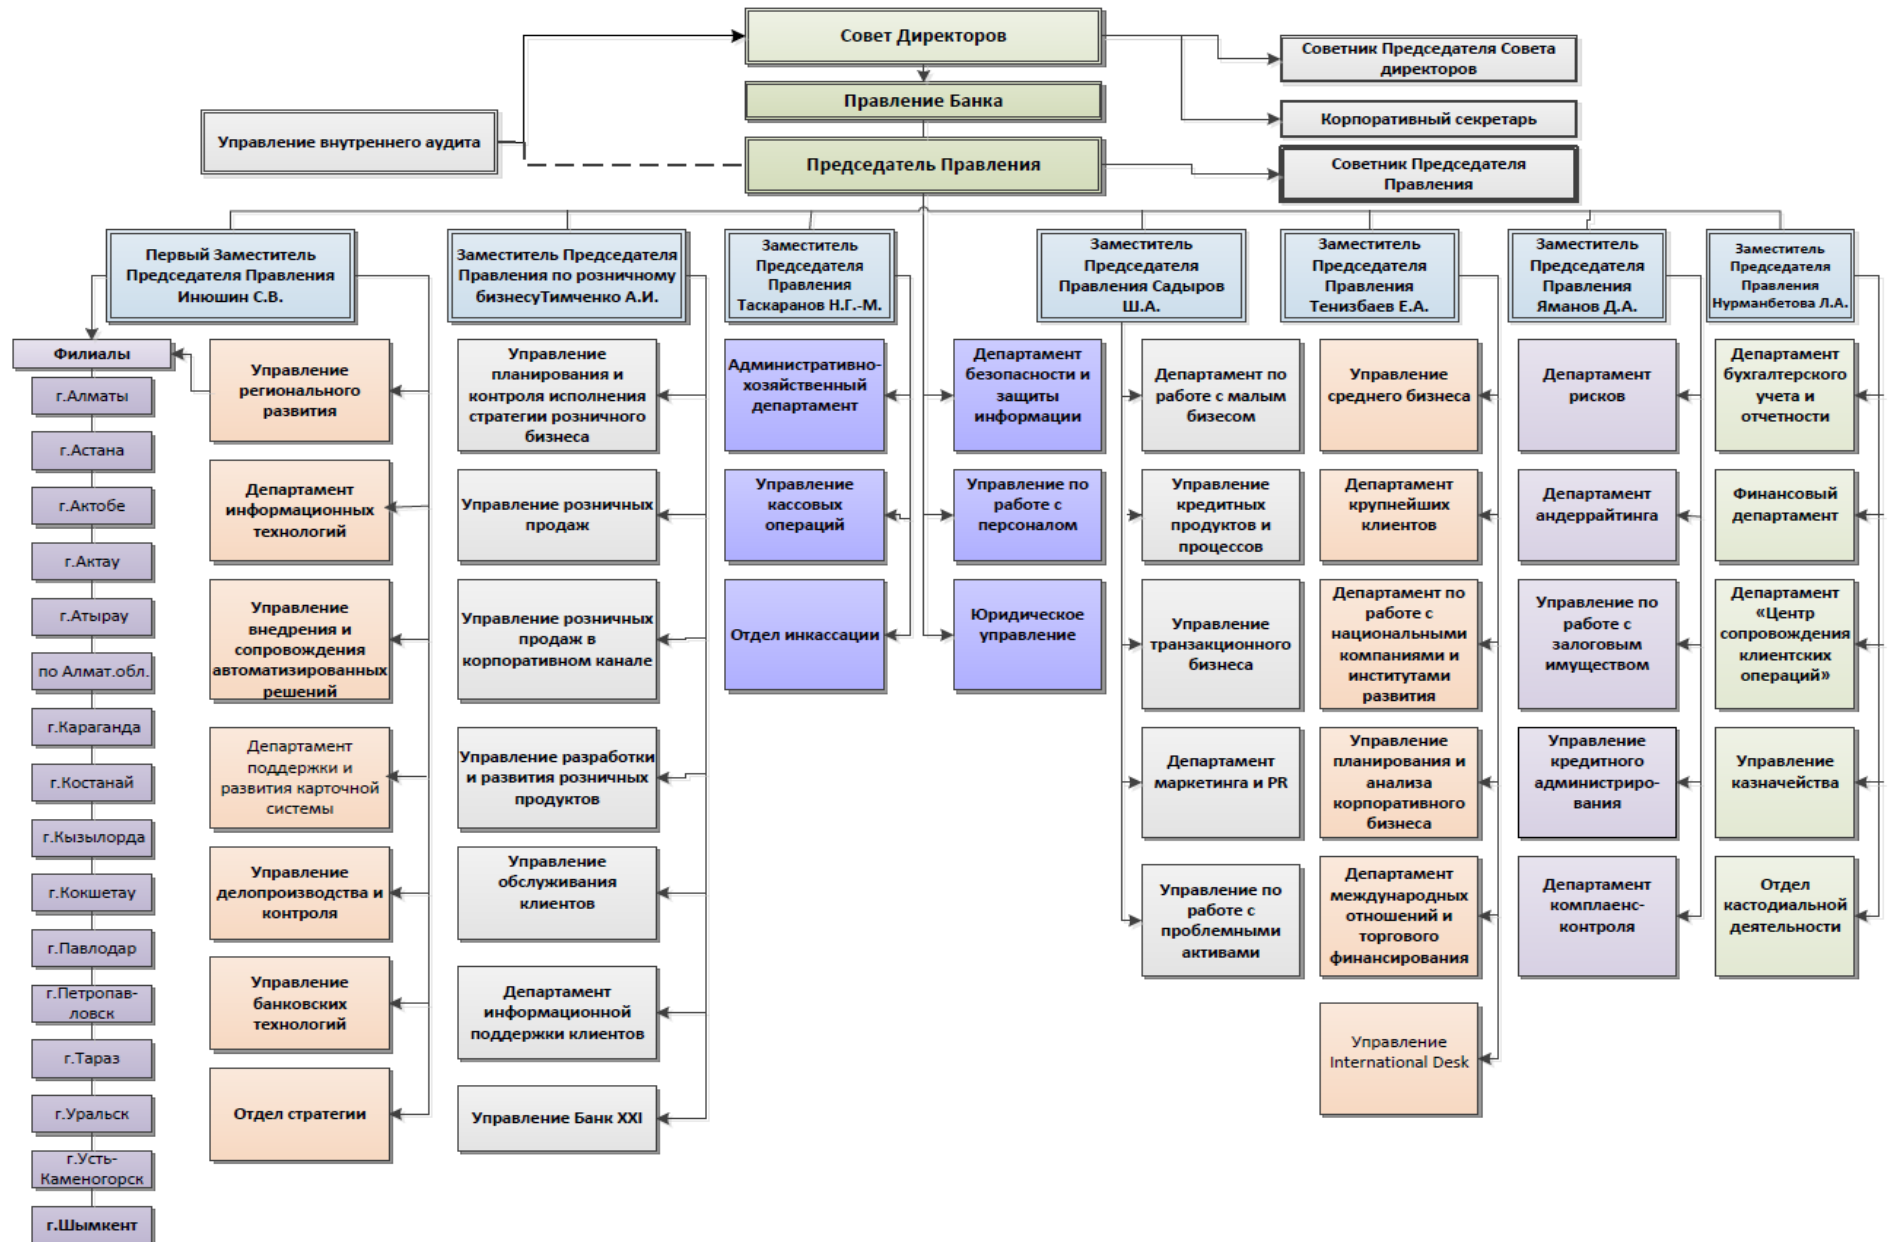 Совет Директоров
Советник Председателя Совета
директоров
Правление Банка
Корпоративный секретарь
Управление внутреннего аудита
Председатель Правления
Советник Председателя
Правления
Первый Заместитель
Председателя Правления
Инюшин С.В.
Заместитель Председателя
Правления по розничному
бизнесуТимченко А.И.
Заместитель
Председателя
Правления
Таскаранов Н.Г.-М.
Заместитель
Председателя
Правления Садыров
Ш.А.
Заместитель
Председателя
Правления
Тенизбаев Е.А.
Заместитель
Председателя
Правления
Яманов Д.А.
Заместитель
Председателя
Правления
Нурманбетова Л.А.
Филиалы
г.Алматы
г.Астана
г.Актобе
г.Актау
г.Атырау
по Алмат.обл.
г.Караганда
г.Костанай
г.Кызылорда
г.Кокшетау
г.Павлодар
г.Петропав-
ловск
г.Тараз
г.Уральск
г.Усть-
Каменогорск
г.Шымкент
Управление
регионального
развития
Департамент
информационных
технологий
Управление
внедрения и
сопровождения
автоматизированных
решений
Департамент
поддержки и
развития карточной
системы
Управление
делопроизводства и
контроля
Управление
банковских
технологий
Отдел стратегии
Управление
планирования и
контроля исполнения
стратегии розничного
бизнеса
Управление розничных
продаж
Управление розничных
продаж в
корпоративном канале
Управление разработки
и развития розничных
продуктов
Управление
обслуживания
клиентов
Департамент
информационной
поддержки клиентов
Управление Банк XXI
Административно-
хозяйственный
департамент
Управление
кассовых
операций
Отдел инкассации
Департамент
безопасности и
защиты
информации
Управление по
работе с
персоналом
Юридическое
управление
Департамент по
работе с малым
бизесом
Управление
кредитных
продуктов и
процессов
Управление
транзакционного
бизнеса
Департамент
маркетинга и PR
Управление по
работе с
проблемными
активами
Управление
среднего бизнеса
Департамент
крупнейших
клиентов
Департамент по
работе с
национальными
компаниями и
институтами
развития
Управление
планирования и
анализа
корпоративного
бизнеса
Департамент
международных
отношений и
торгового
финансирования
Управление
International Desk
Департамент
рисков
Департамент
андеррайтинга
Управление по
работе с
залоговым
имуществом
Управление
кредитного
администриро-
вания
Департамент
комплаенс-
контроля
Департамент
бухгалтерского
учета и
отчетности
Финансовый
департамент
Департамент
«Центр
сопровождения
клиентских
операций»
Управление
казначейства
Отдел
кастодиальной
деятельности